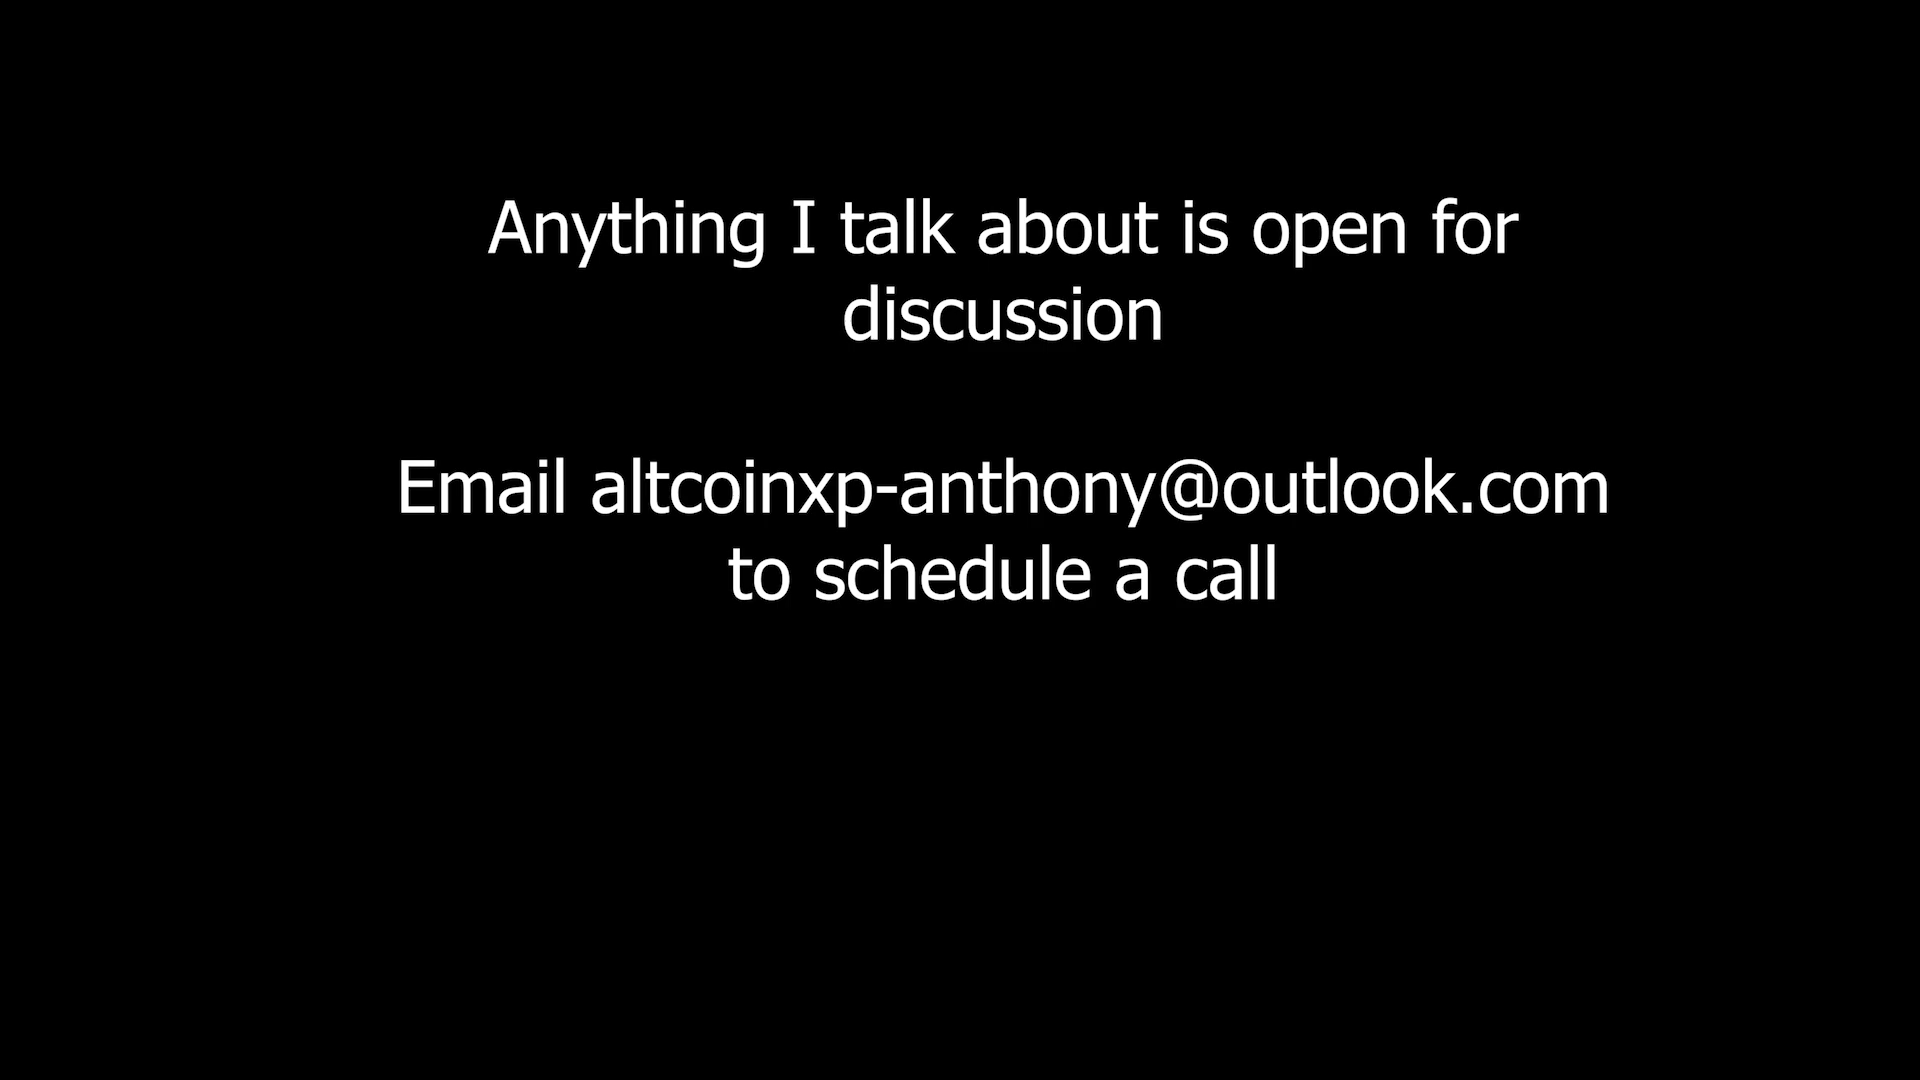 Anything I talk about is open for
discussion
Email altcoinxp-anthony@outlook.com
to schedule a call